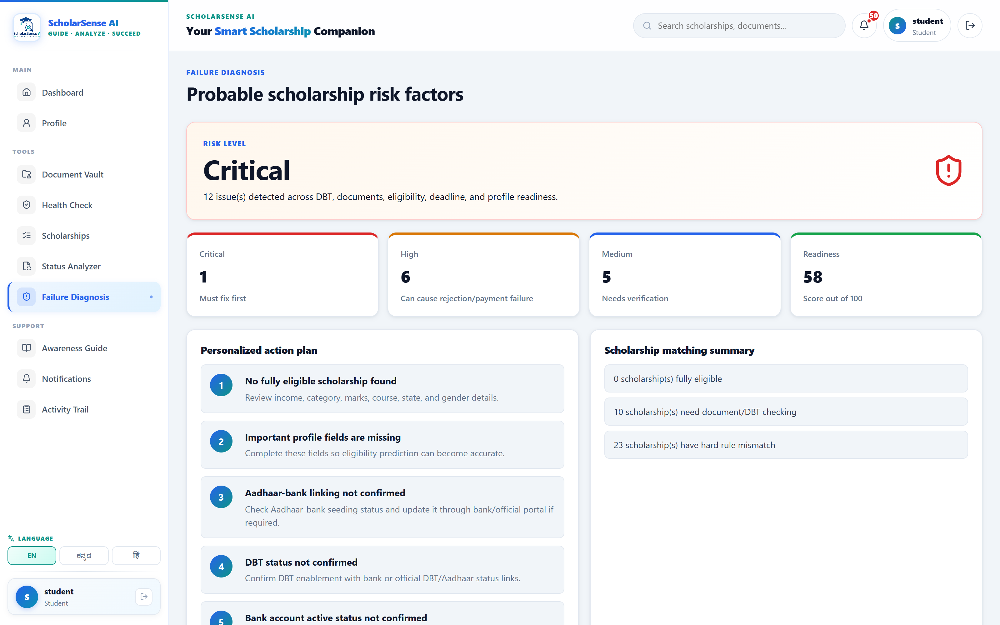 ScholarSense AI
ScholarSense AI
GUIDE · ANALYZE · SUCCEED
MAIN
Dashboard
Profile
TOOLS
Document Vault
Health Check
Scholarships
Status Analyzer
Failure Diagnosis
SUPPORT
Awareness Guide
Notifications
Activity Trail
LANGUAGE
EN
ಕನ್ನಡ
हिं
S
student
Student
SCHOLARSENSE AI
Your Smart Scholarship Companion
Search scholarships, documents...
50
S
student
Student
FAILURE DIAGNOSIS
Probable scholarship risk factors
RISK LEVEL
Critical
12 issue(s) detected across DBT, documents, eligibility, deadline, and profile readiness.
Critical
1
Must fix first
High
6
Can cause rejection/payment failure
Medium
5
Needs verification
Readiness
58
Score out of 100
Personalized action plan
1
No fully eligible scholarship found
Review income, category, marks, course, state, and gender details.
2
Important profile fields are missing
Complete these fields so eligibility prediction can become accurate.
3
Aadhaar-bank linking not confirmed
Check Aadhaar-bank seeding status and update it through bank/official portal if
required.
4
DBT status not confirmed
Confirm DBT enablement with bank or official DBT/Aadhaar status links.
5
Bank account active status not confirmed
Scholarship matching summary
0 scholarship(s) fully eligible
10 scholarship(s) need document/DBT checking
23 scholarship(s) have hard rule mismatch